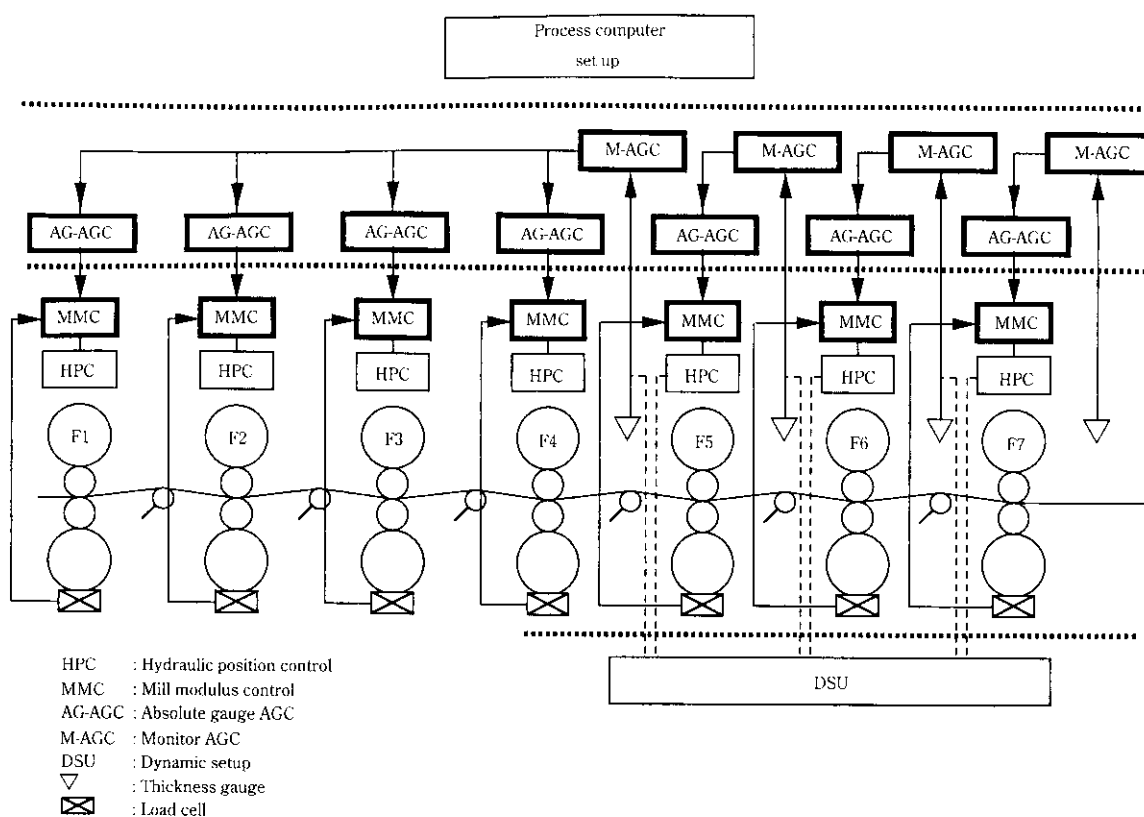 Process computer
set up
M-AGC M-AGC M-AGC M-AGC
AG-AGC AG-AGC AG-AGC AG-AGC AG-AGC AG-AGC AG-AGC
MMC MMC MMC MMC MMC MMC MMC
HPC HPC HPC HPC HPC HPC HPC
F1 F2 F3 F4 F5 F6 F7
DSU
HPC : Hydraulic position control
MMC : Mill modulus control
AG-AGC : Absolute gauge AGC
M-AGC : Monitor AGC
DSU : Dynamic setup
: Thickness gauge
: Load cell